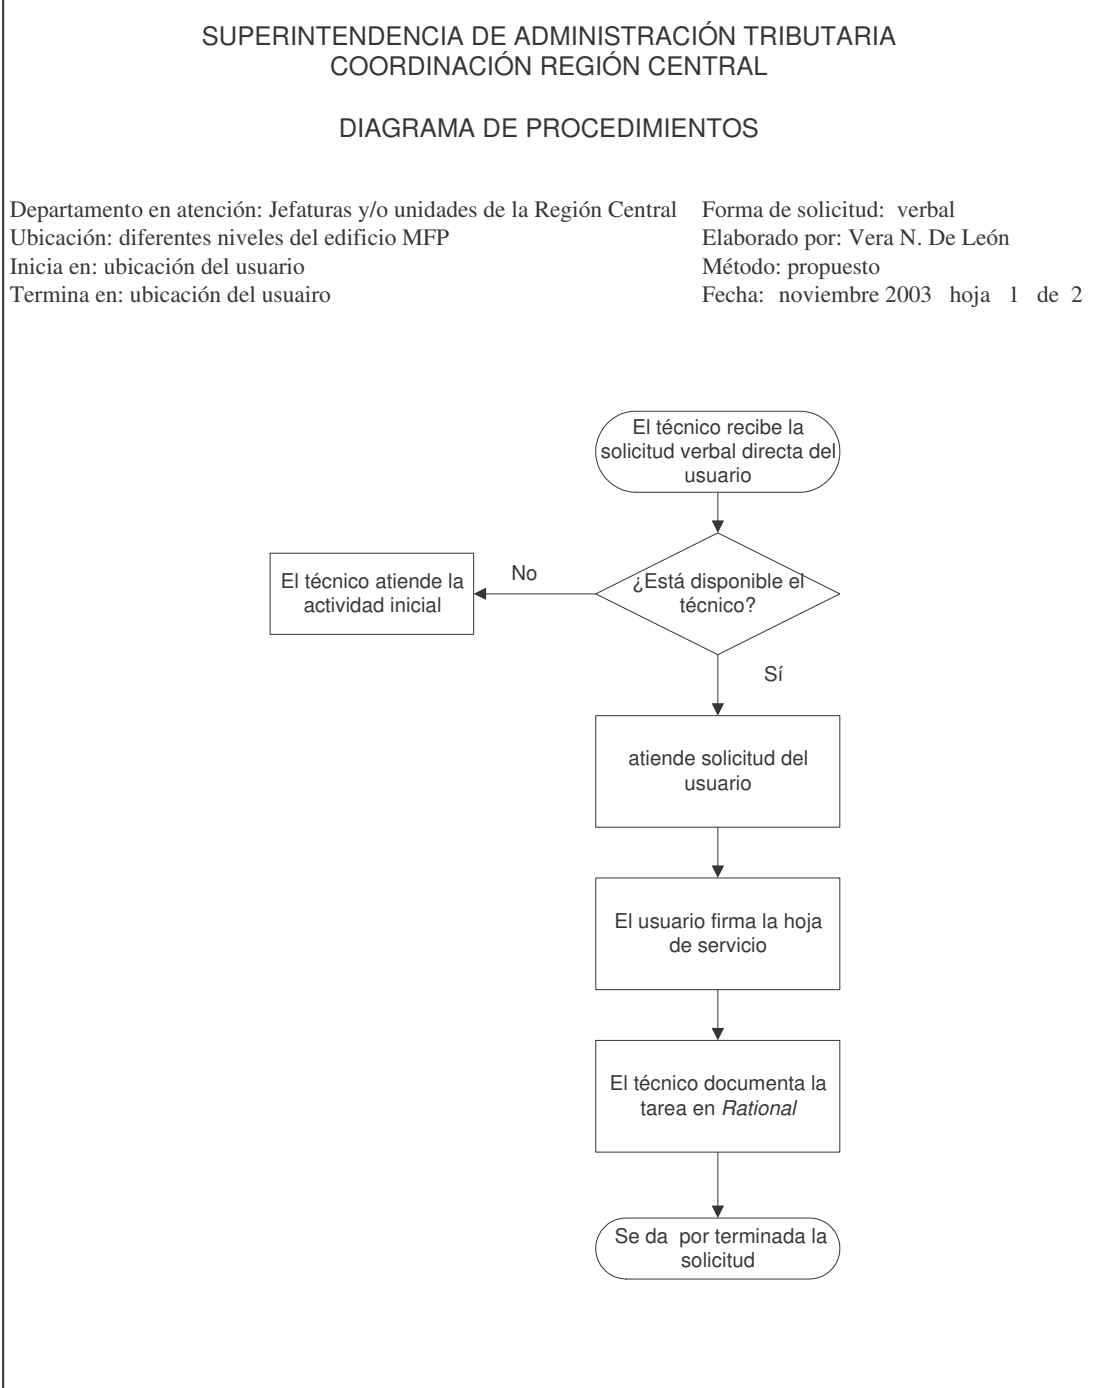 SUPERINTENDENCIA DE ADMINISTRACIÓN TRIBUTARIA
COORDINACIÓN REGIÓN CENTRAL
DIAGRAMA DE PROCEDIMIENTOS
Departamento en atención: Jefaturas y/o unidades de la Región Central
Ubicación: diferentes niveles del edificio MFP
Inicia en: ubicación del usuario
Termina en: ubicación del usuairo
Forma de solicitud: verbal
Elaborado por: Vera N. De León
Método: propuesto
Fecha: noviembre 2003 hoja 1 de 2
El técnico recibe la
solicitud verbal directa del
usuario
¿Está disponible el
técnico?
No
El técnico atiende la
actividad inicial
Sí
atiende solicitud del
usuario
El usuario firma la hoja
de servicio
El técnico documenta la
tarea en Rational
Se da por terminada la
solicitud